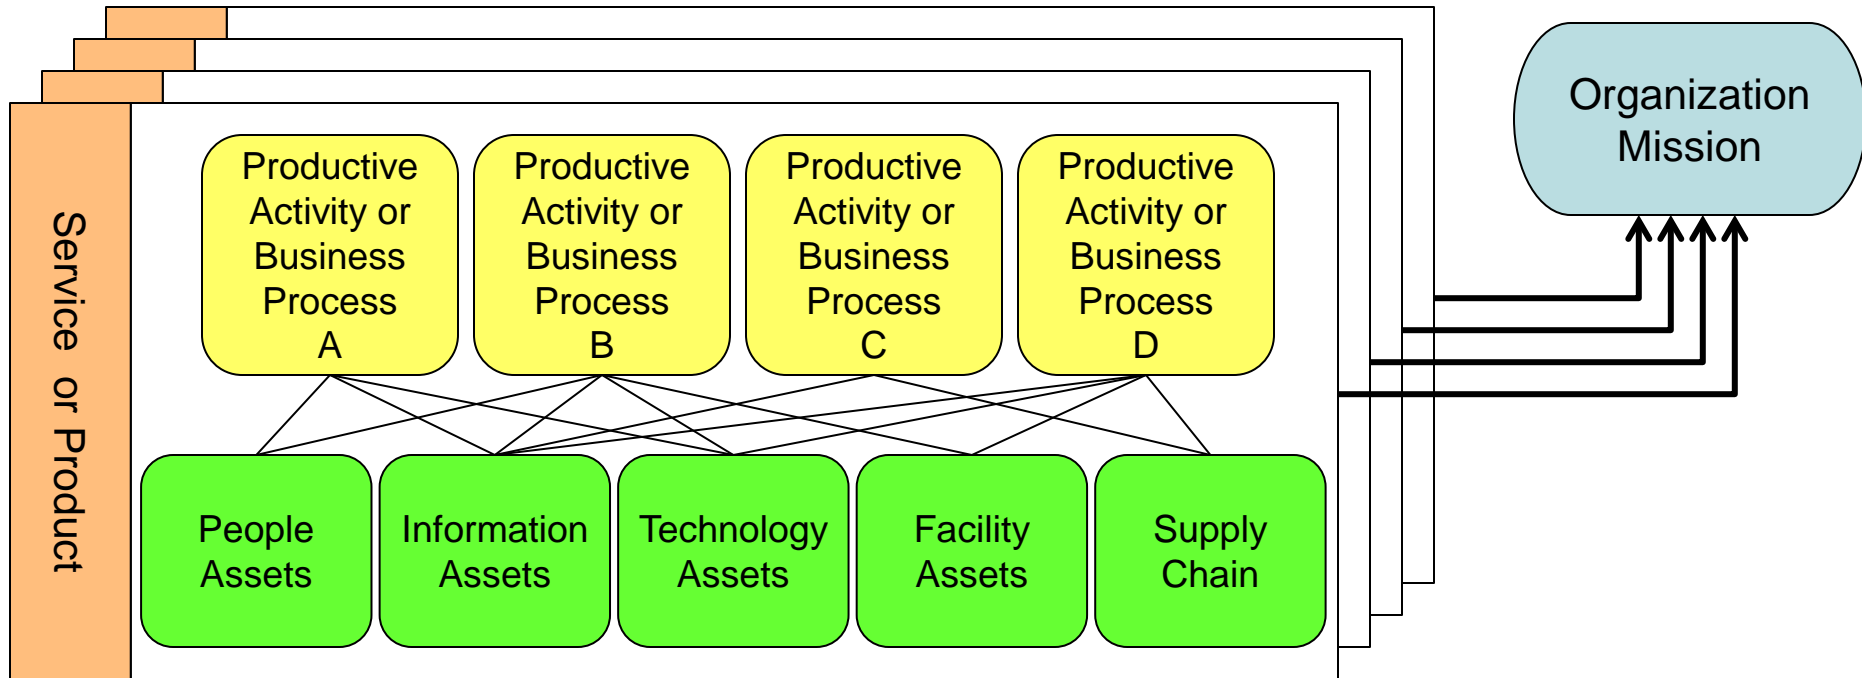 Service or Product
Productive
Activity or
Business
Process
A
Productive
Activity or
Business
Process
B
Productive
Activity or
Business
Process
C
Productive
Activity or
Business
Process
D
Organization
Mission
People
Assets
Information
Assets
Technology
Assets
Facility
Assets
Supply
Chain